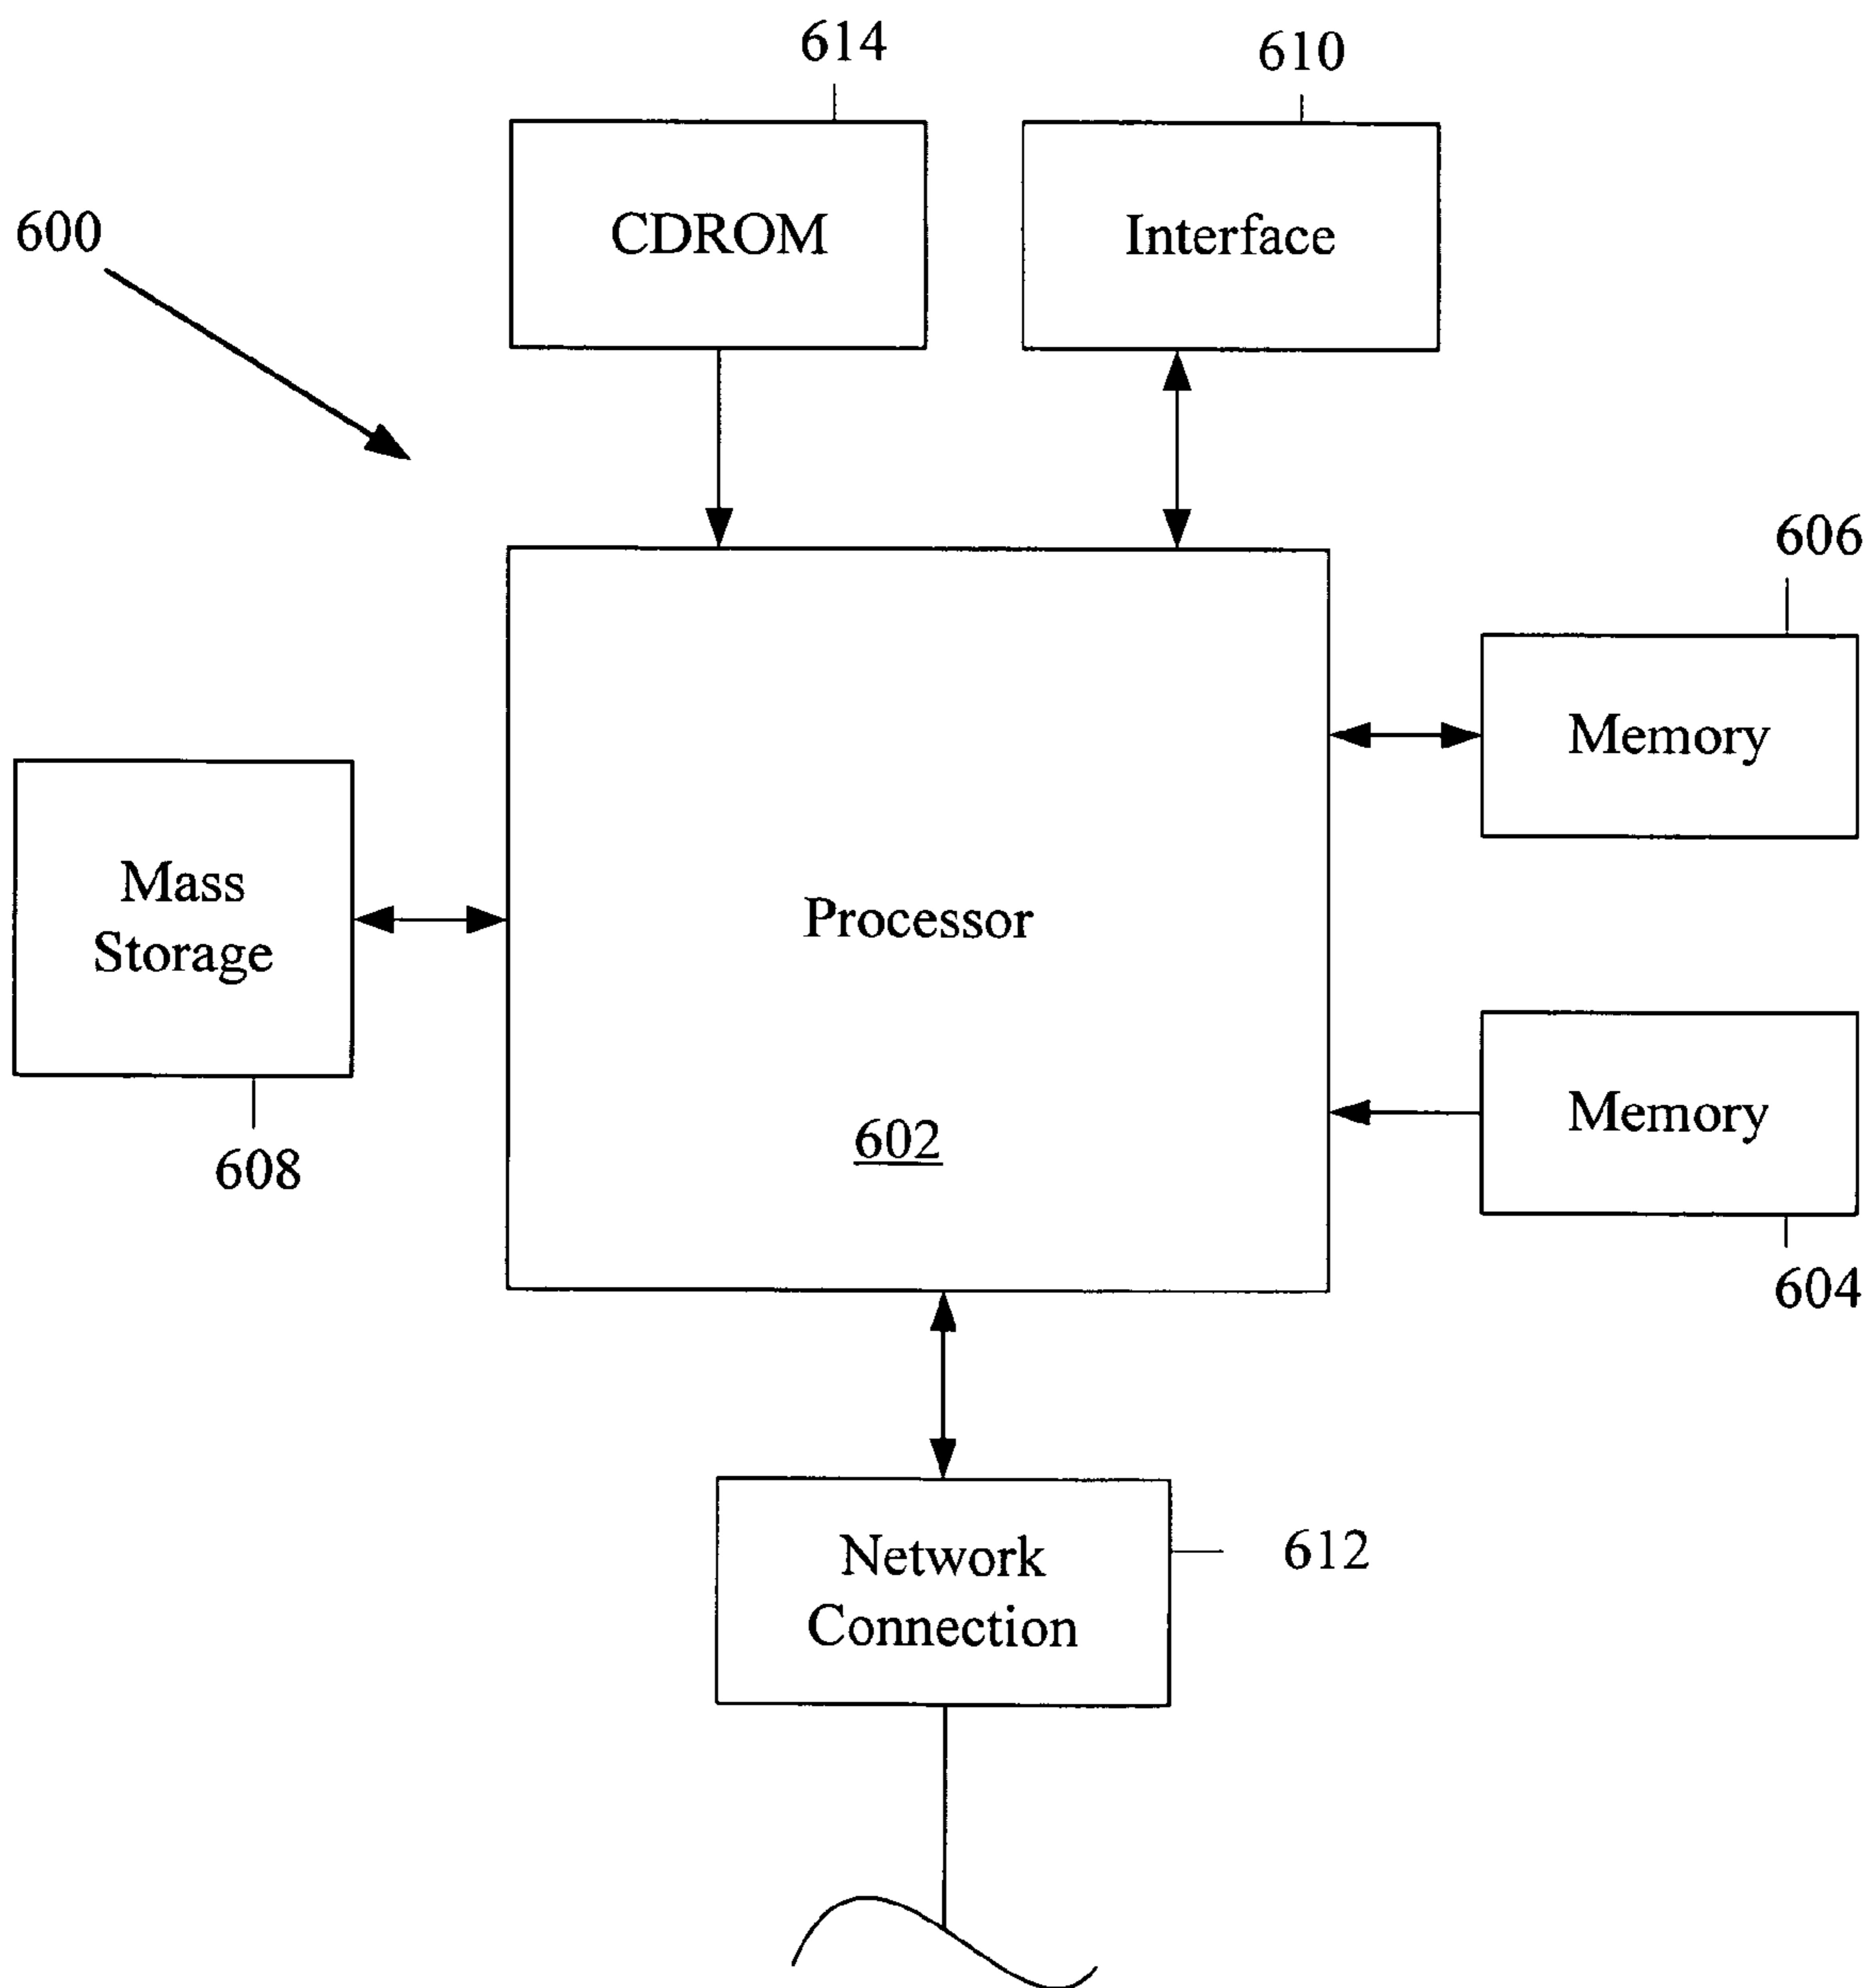 614
610
600
CDROM
Interface
606
Memory
Mass
Storage
Processor
Memory
602
608
604
Network
Connection
612